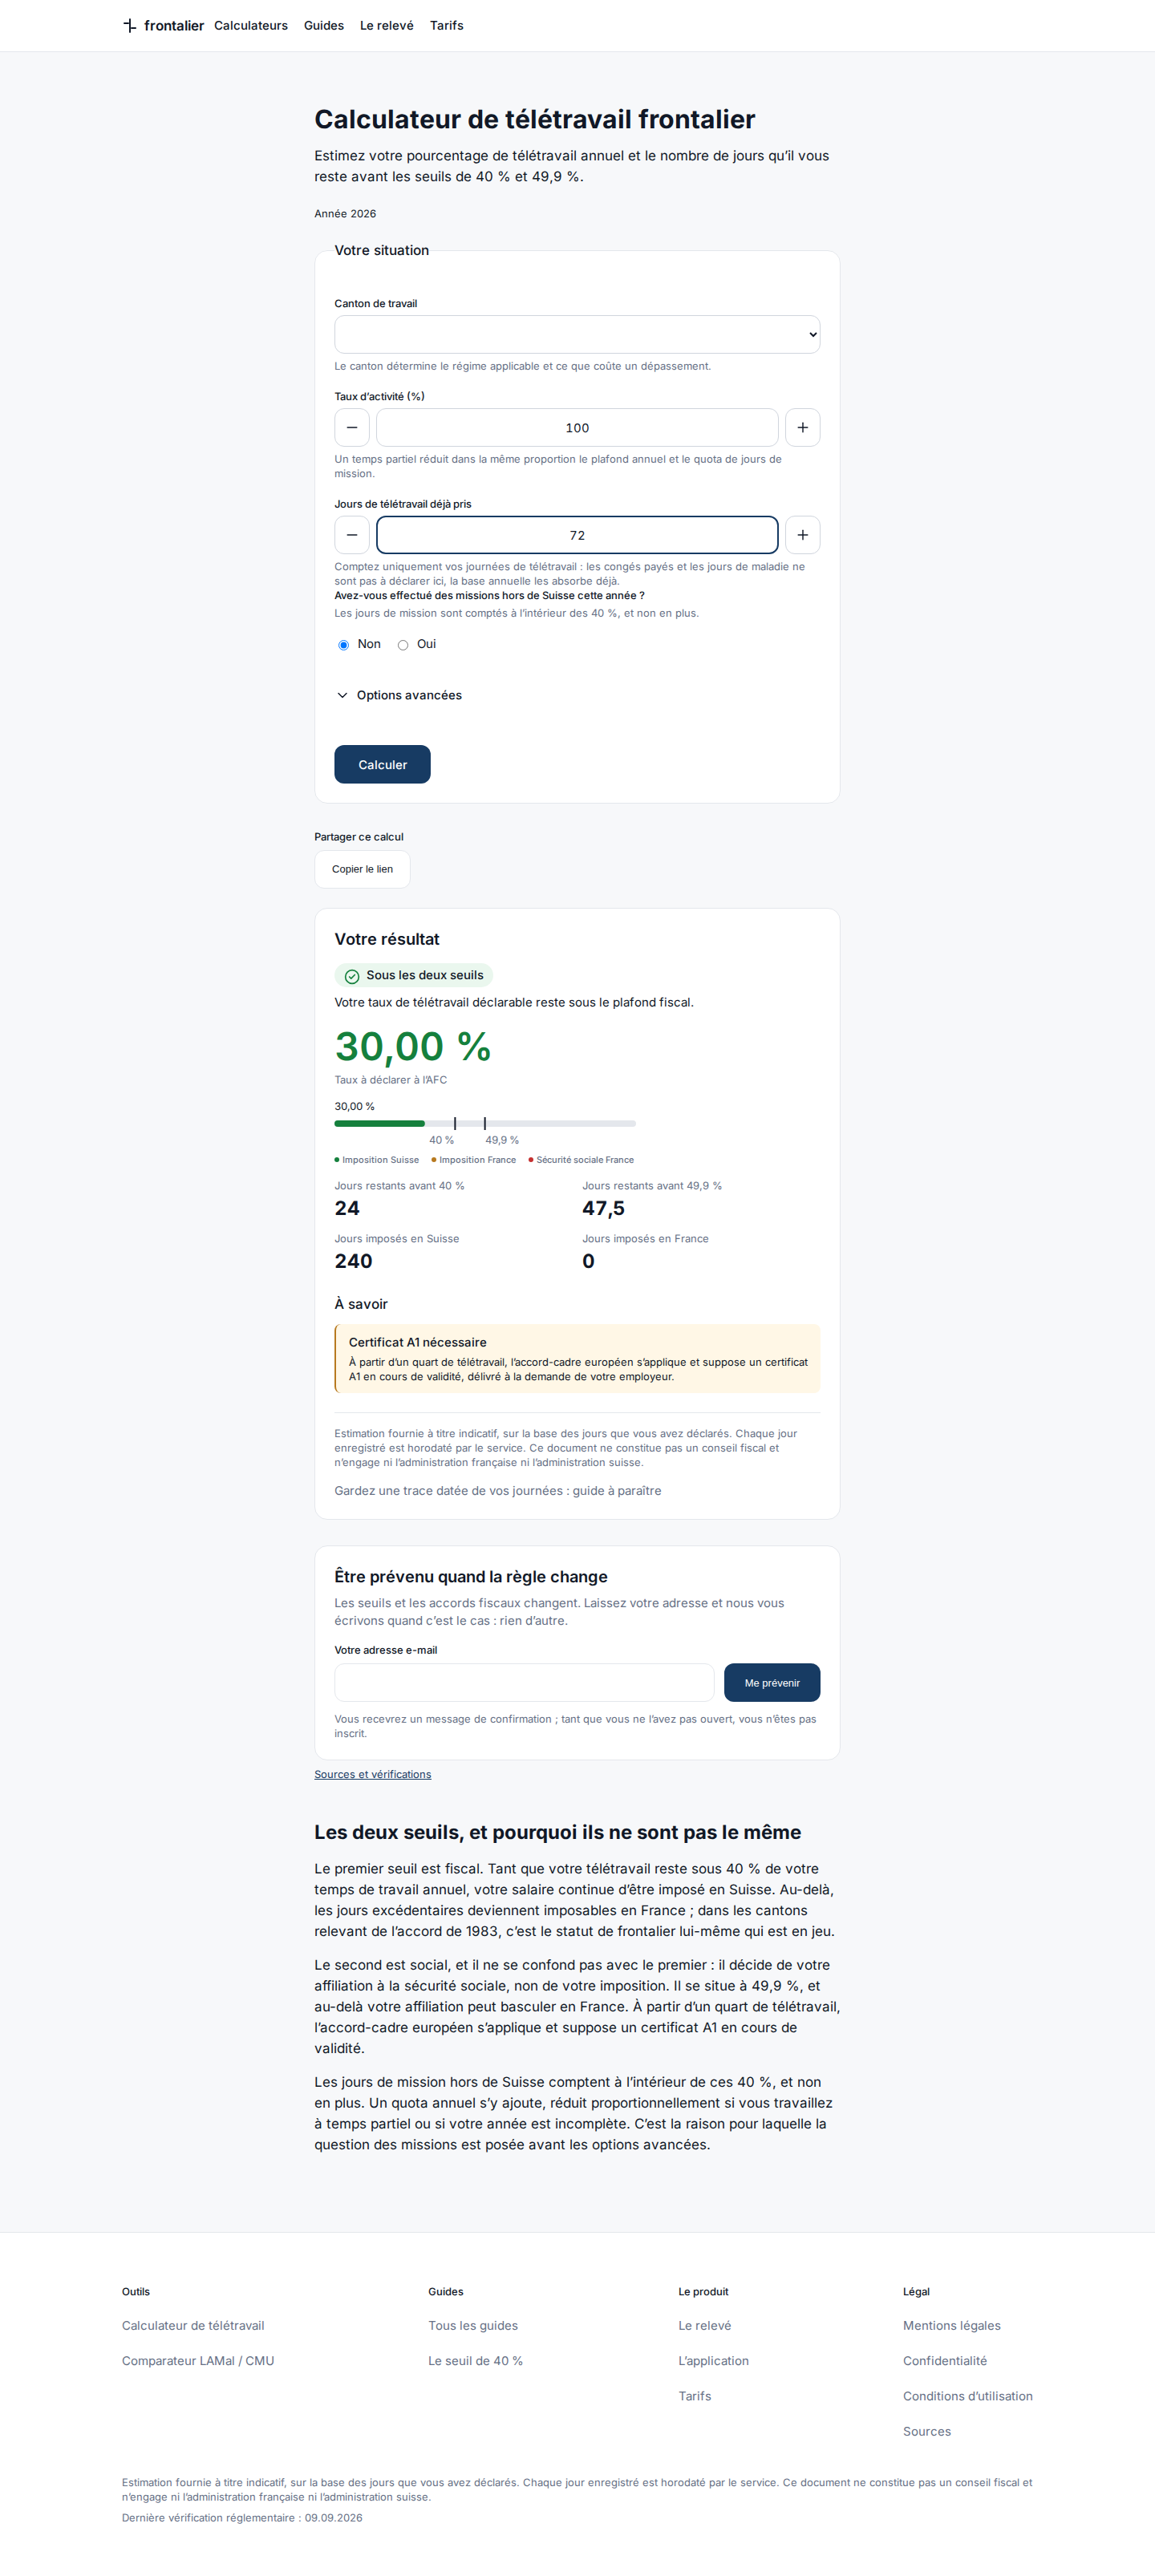 frontalier Calculateurs Guides Le relevé Tarifs
Calculateur de télétravail frontalier
Estimez votre pourcentage de télétravail annuel et le nombre de jours qu’il vous
reste avant les seuils de 40 % et 49,9 %.
Année 2026
Votre situation
Canton de travail
Le canton détermine le régime applicable et ce que coûte un dépassement.
Taux d’activité (%)
100
Un temps partiel réduit dans la même proportion le plafond annuel et le quota de jours de
mission.
Jours de télétravail déjà pris
72
Comptez uniquement vos journées de télétravail : les congés payés et les jours de maladie ne
sont pas à déclarer ici, la base annuelle les absorbe déjà.
Avez-vous effectué des missions hors de Suisse cette année ?
Les jours de mission sont comptés à l’intérieur des 40 %, et non en plus.
Non Oui
Options avancées
Calculer
Partager ce calcul
Copier le lien
Votre résultat
Sous les deux seuils
Votre taux de télétravail déclarable reste sous le plafond fiscal.
30,00 %
Taux à déclarer à l’AFC
30,00 %
40 % 49,9 %
Imposition Suisse Imposition France Sécurité sociale France
Jours restants avant 40 % Jours restants avant 49,9 %
24 47,5
Jours imposés en Suisse Jours imposés en France
240 0
À savoir
Certificat A1 nécessaire
À partir d’un quart de télétravail, l’accord-cadre européen s’applique et suppose un certificat
A1 en cours de validité, délivré à la demande de votre employeur.
Estimation fournie à titre indicatif, sur la base des jours que vous avez déclarés. Chaque jour
enregistré est horodaté par le service. Ce document ne constitue pas un conseil fiscal et
n’engage ni l’administration française ni l’administration suisse.
Gardez une trace datée de vos journées : guide à paraître
Être prévenu quand la règle change
Les seuils et les accords fiscaux changent. Laissez votre adresse et nous vous
écrivons quand c’est le cas : rien d’autre.
Votre adresse e-mail
Me prévenir
Vous recevrez un message de confirmation ; tant que vous ne l’avez pas ouvert, vous n’êtes pas
inscrit.
Sources et vérifications
Les deux seuils, et pourquoi ils ne sont pas le même
Le premier seuil est fiscal. Tant que votre télétravail reste sous 40 % de votre
temps de travail annuel, votre salaire continue d’être imposé en Suisse. Au-delà,
les jours excédentaires deviennent imposables en France ; dans les cantons
relevant de l’accord de 1983, c’est le statut de frontalier lui-même qui est en jeu.
Le second est social, et il ne se confond pas avec le premier : il décide de votre
affiliation à la sécurité sociale, non de votre imposition. Il se situe à 49,9 %, et
au-delà votre affiliation peut basculer en France. À partir d’un quart de télétravail,
l’accord-cadre européen s’applique et suppose un certificat A1 en cours de
validité.
Les jours de mission hors de Suisse comptent à l’intérieur de ces 40 %, et non
en plus. Un quota annuel s’y ajoute, réduit proportionnellement si vous travaillez
à temps partiel ou si votre année est incomplète. C’est la raison pour laquelle la
question des missions est posée avant les options avancées.
Outils Guides Le produit Légal
Calculateur de télétravail Tous les guides Le relevé Mentions légales
Comparateur LAMal / CMU Le seuil de 40 % L’application Confidentialité
Tarifs Conditions d’utilisation
Sources
Estimation fournie à titre indicatif, sur la base des jours que vous avez déclarés. Chaque jour enregistré est horodaté par le service. Ce document ne constitue pas un conseil fiscal et
n’engage ni l’administration française ni l’administration suisse.
Dernière vérification réglementaire : 09.09.2026